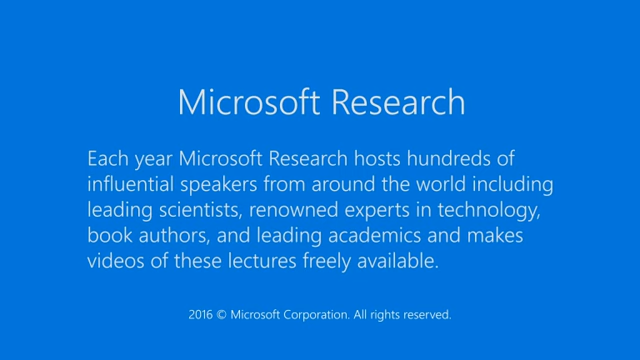 Microsoft Research
Each year Microsoft Research hosts hundreds of
influential speakers from around the world including
leading scientists, renowned experts in technology,
book authors, and leading academics and makes
videos of these lectures freely available.
2016 © Microsoft Corporation. All rights reserved.